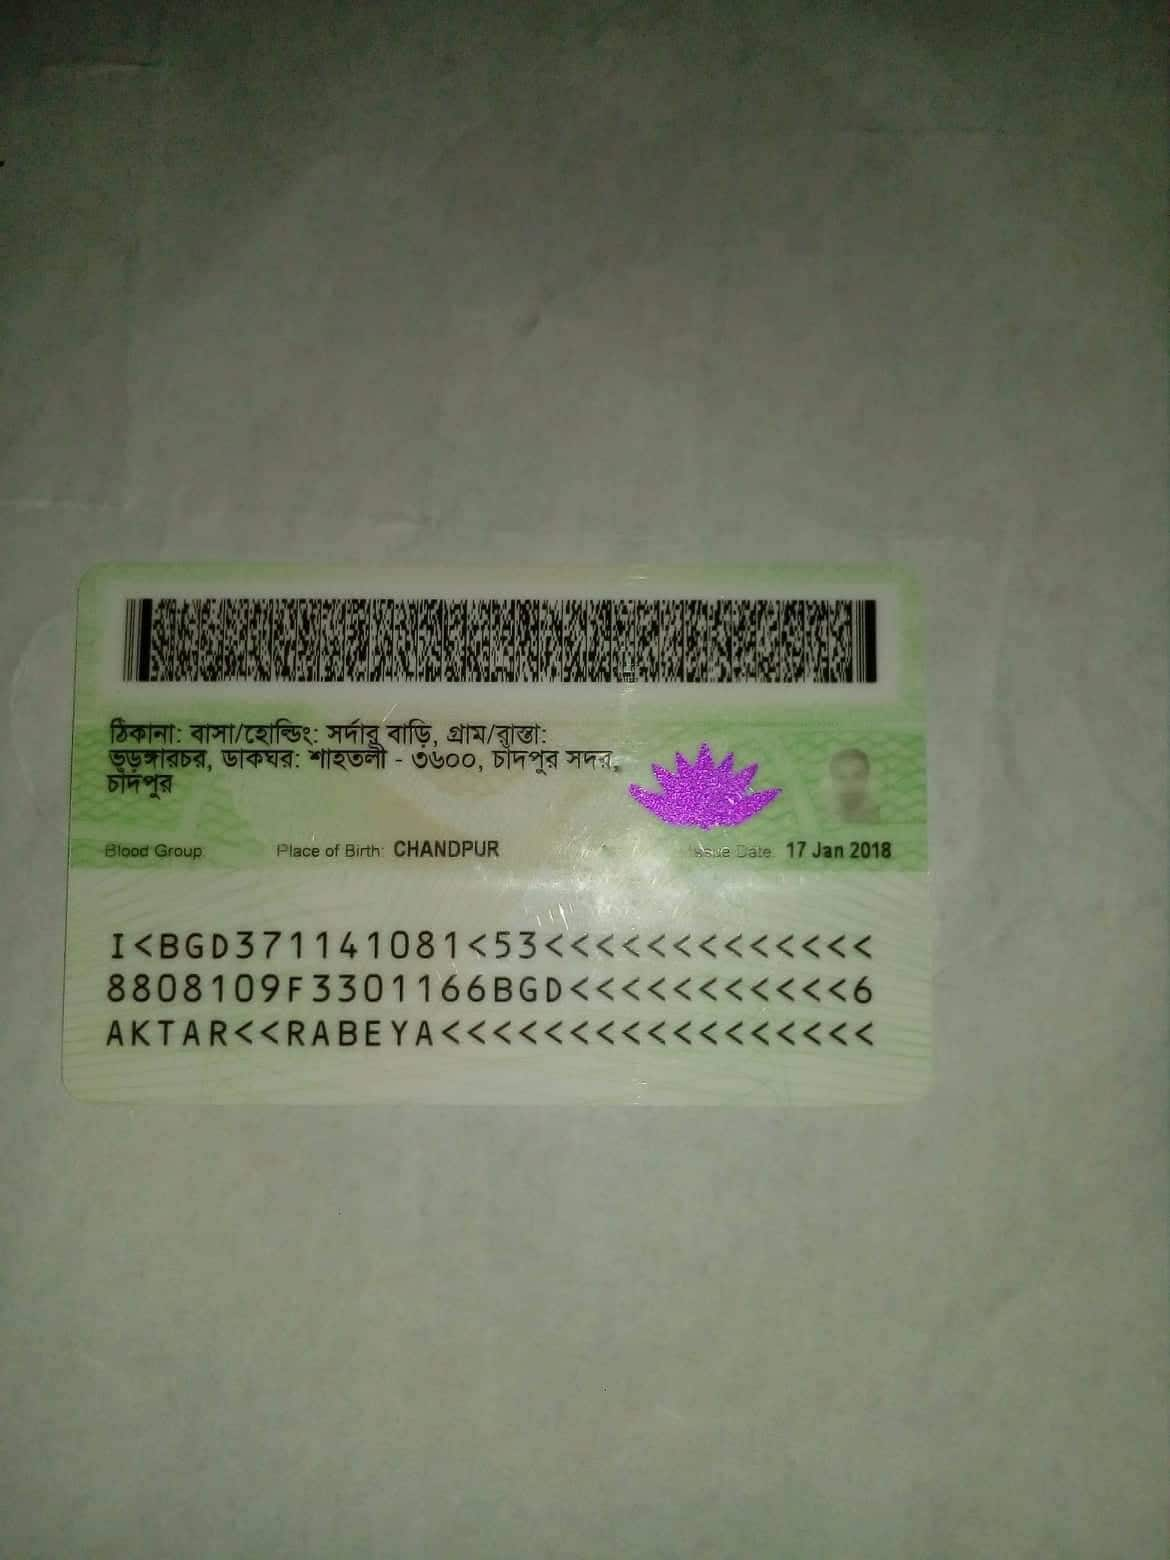 ঠিকানা: বাসা/হোল্ডিং: সর্দার বাড়ি, গ্রাম/রাস্তা:
ভড়ঙ্গারচর, ডাকঘর: শাহতলী - ৩৬০০, চাঁদপুর সদর,
চাঁদপুর
Blood Group: Place of Birth: CHANDPUR Issue Date: 17 Jan 2018
I<BGD371141081<53<<<<<<<<<<<<<
8808109F3301166BGD<<<<<<<<<<<6
AKTAR<<RABEYA<<<<<<<<<<<<<<<<<